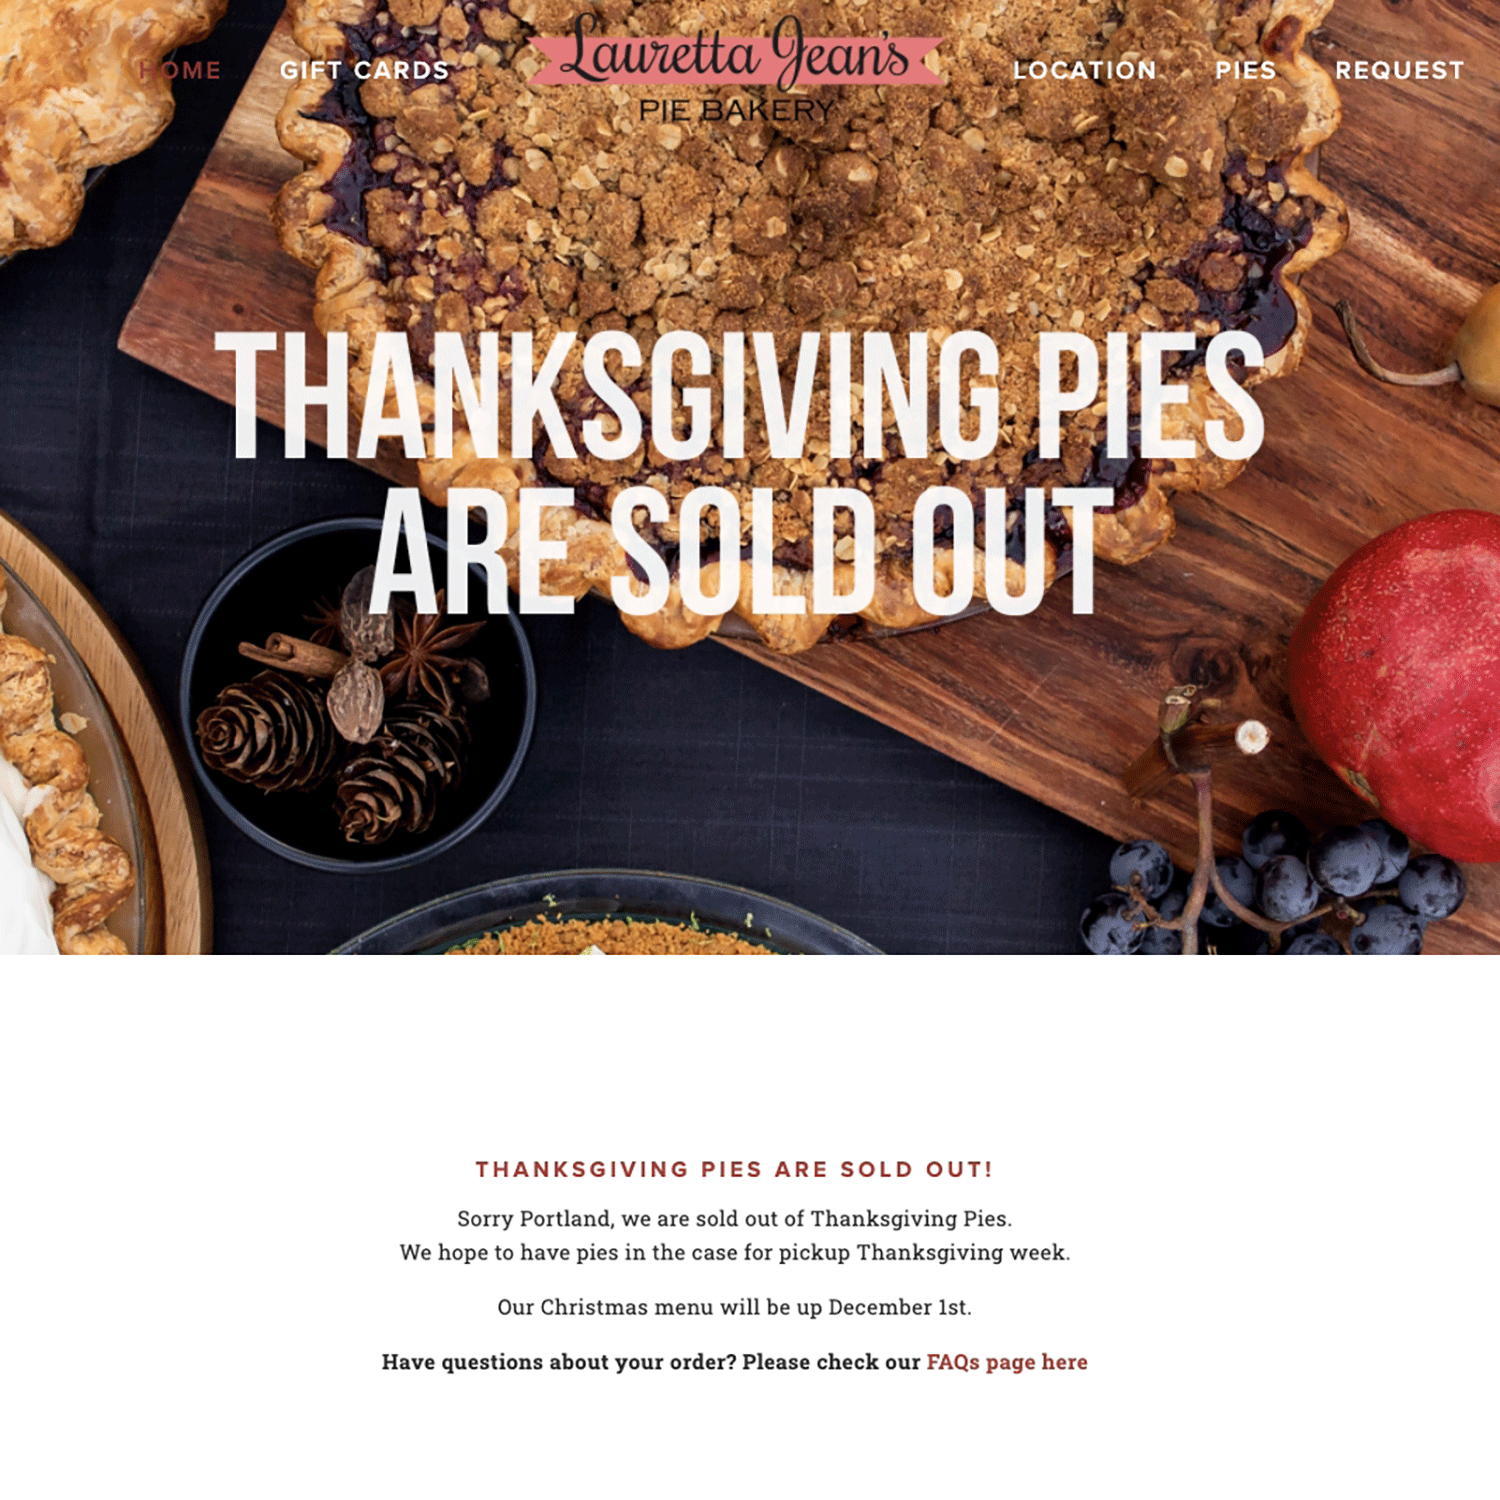 HOME
GIFT CARDS
Lauretta Jean's
PIE BAKERY
LOCATION
PIES
REQUEST
THANKSGIVING PIES
ARE SOLD OUT
THANKSGIVING PIES ARE SOLD OUT!
Sorry Portland, we are sold out of Thanksgiving Pies.
We hope to have pies in the case for pickup Thanksgiving week.
Our Christmas menu will be up December 1st.
Have questions about your order? Please check our FAQs page here